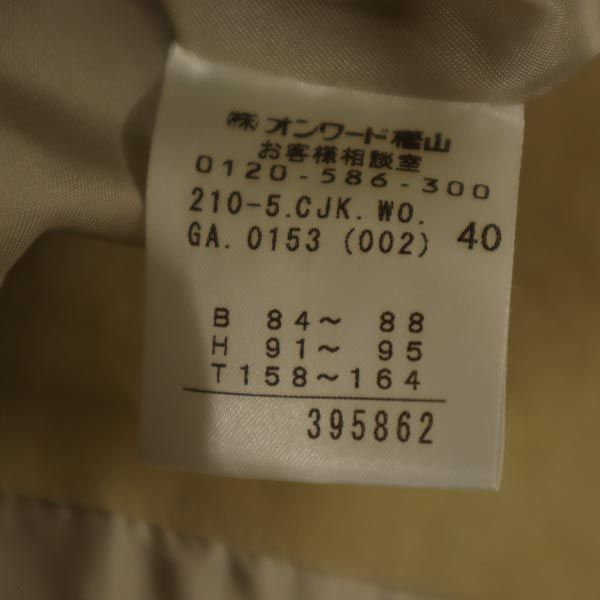 ㈱オンワード樫山
お客様相談室
0120-586-300
210-5.CJK.WO.
GA.0153 (002) 40
B 84～ 88
H 91～ 95
T 158～164
395862